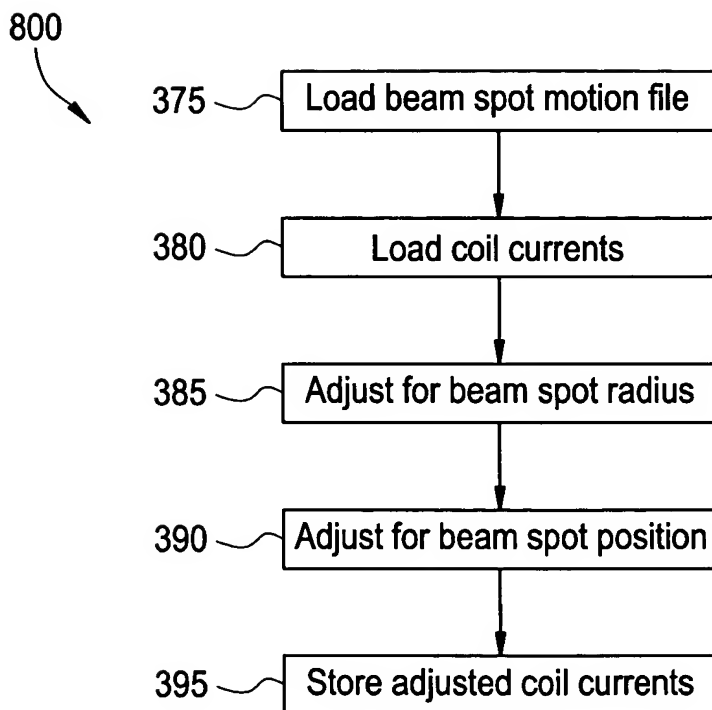 800
375 Load beam spot motion file
380 Load coil currents
385 Adjust for beam spot radius
390 Adjust for beam spot position
395 Store adjusted coil currents